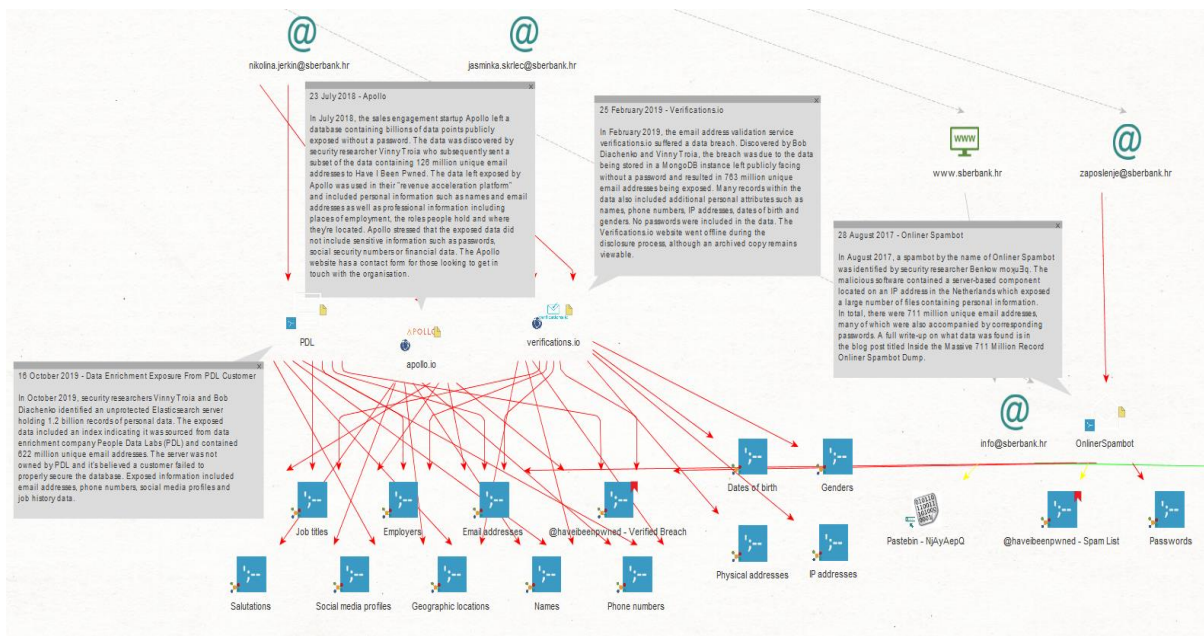 nikolina.jerkin@sberbank.hr
jasminka.skrlec@sberbank.hr
23 July 2018 - Apollo
In July 2018, the sales engagement startup Apollo left a
database containing billions of data points publicly
exposed without a password. The data was discovered by
security researcher Vinny Troia who subsequently sent a
subset of the data containing 126 million unique email
addresses to Have I Been Pwned. The data left exposed by
Apollo was used in their "revenue acceleration platform"
and included personal information such as names and email
addresses as well as professional information including
places of employment, the roles people hold and where
they're located. Apollo stressed that the exposed data did
not include sensitive information such as passwords,
social security numbers or financial data. The Apollo
website has a contact form for those looking to get in
touch with the organisation.
25 February 2019 - Verifications.io
In February 2019, the email address validation service
verifications.io suffered a data breach. Discovered by Bob
Diachenko and Vinny Troia, the breach was due to the data
being stored in a MongoDB instance left publicly facing
without a password and resulted in 763 million unique
email addresses being exposed. Many records within the
data also included additional personal attributes such as
names, phone numbers, IP addresses, dates of birth and
genders. No passwords were included in the data. The
Verifications.io website went offline during the
disclosure process, although an archived copy remains
viewable.
WWW
www.sberbank.hr
zaposlenje@sberbank.hr
28 August 2017 - Onliner Spambot
In August 2017, a spambot by the name of Onliner Spambot
was identified by security researcher Benkow moʞuƎq. The
malicious software contained a server-based component
located on an IP address in the Netherlands which exposed
a large number of files containing personal information.
In total, there were 711 million unique email addresses,
many of which were also accompanied by corresponding
passwords. A full write-up on what data was found is in
the blog post titled Inside the Massive 711 Million Record
Onliner Spambot Dump.
PDL
APOLLO
apollo.io
verifications.io
16 October 2019 - Data Enrichment Exposure From PDL Customer
In October 2019, security researchers Vinny Troia and Bob
Diachenko identified an unprotected Elasticsearch server
holding 1.2 billion records of personal data. The exposed
data included an index indicating it was sourced from data
enrichment company People Data Labs (PDL) and contained
622 million unique email addresses. The server was not
owned by PDL and it's believed a customer failed to
properly secure the database. Exposed information included
email addresses, phone numbers, social media profiles and
job history data.
info@sberbank.hr
OnlinerSpambot
Dates of birth
Genders
Job titles
Employers
Email addresses
@haveibeenpwned - Verified Breach
Pastebin - NjAyAepQ
@haveibeenpwned - Spam List
Passwords
Physical addresses
IP addresses
Salutations
Social media profiles
Geographic locations
Names
Phone numbers